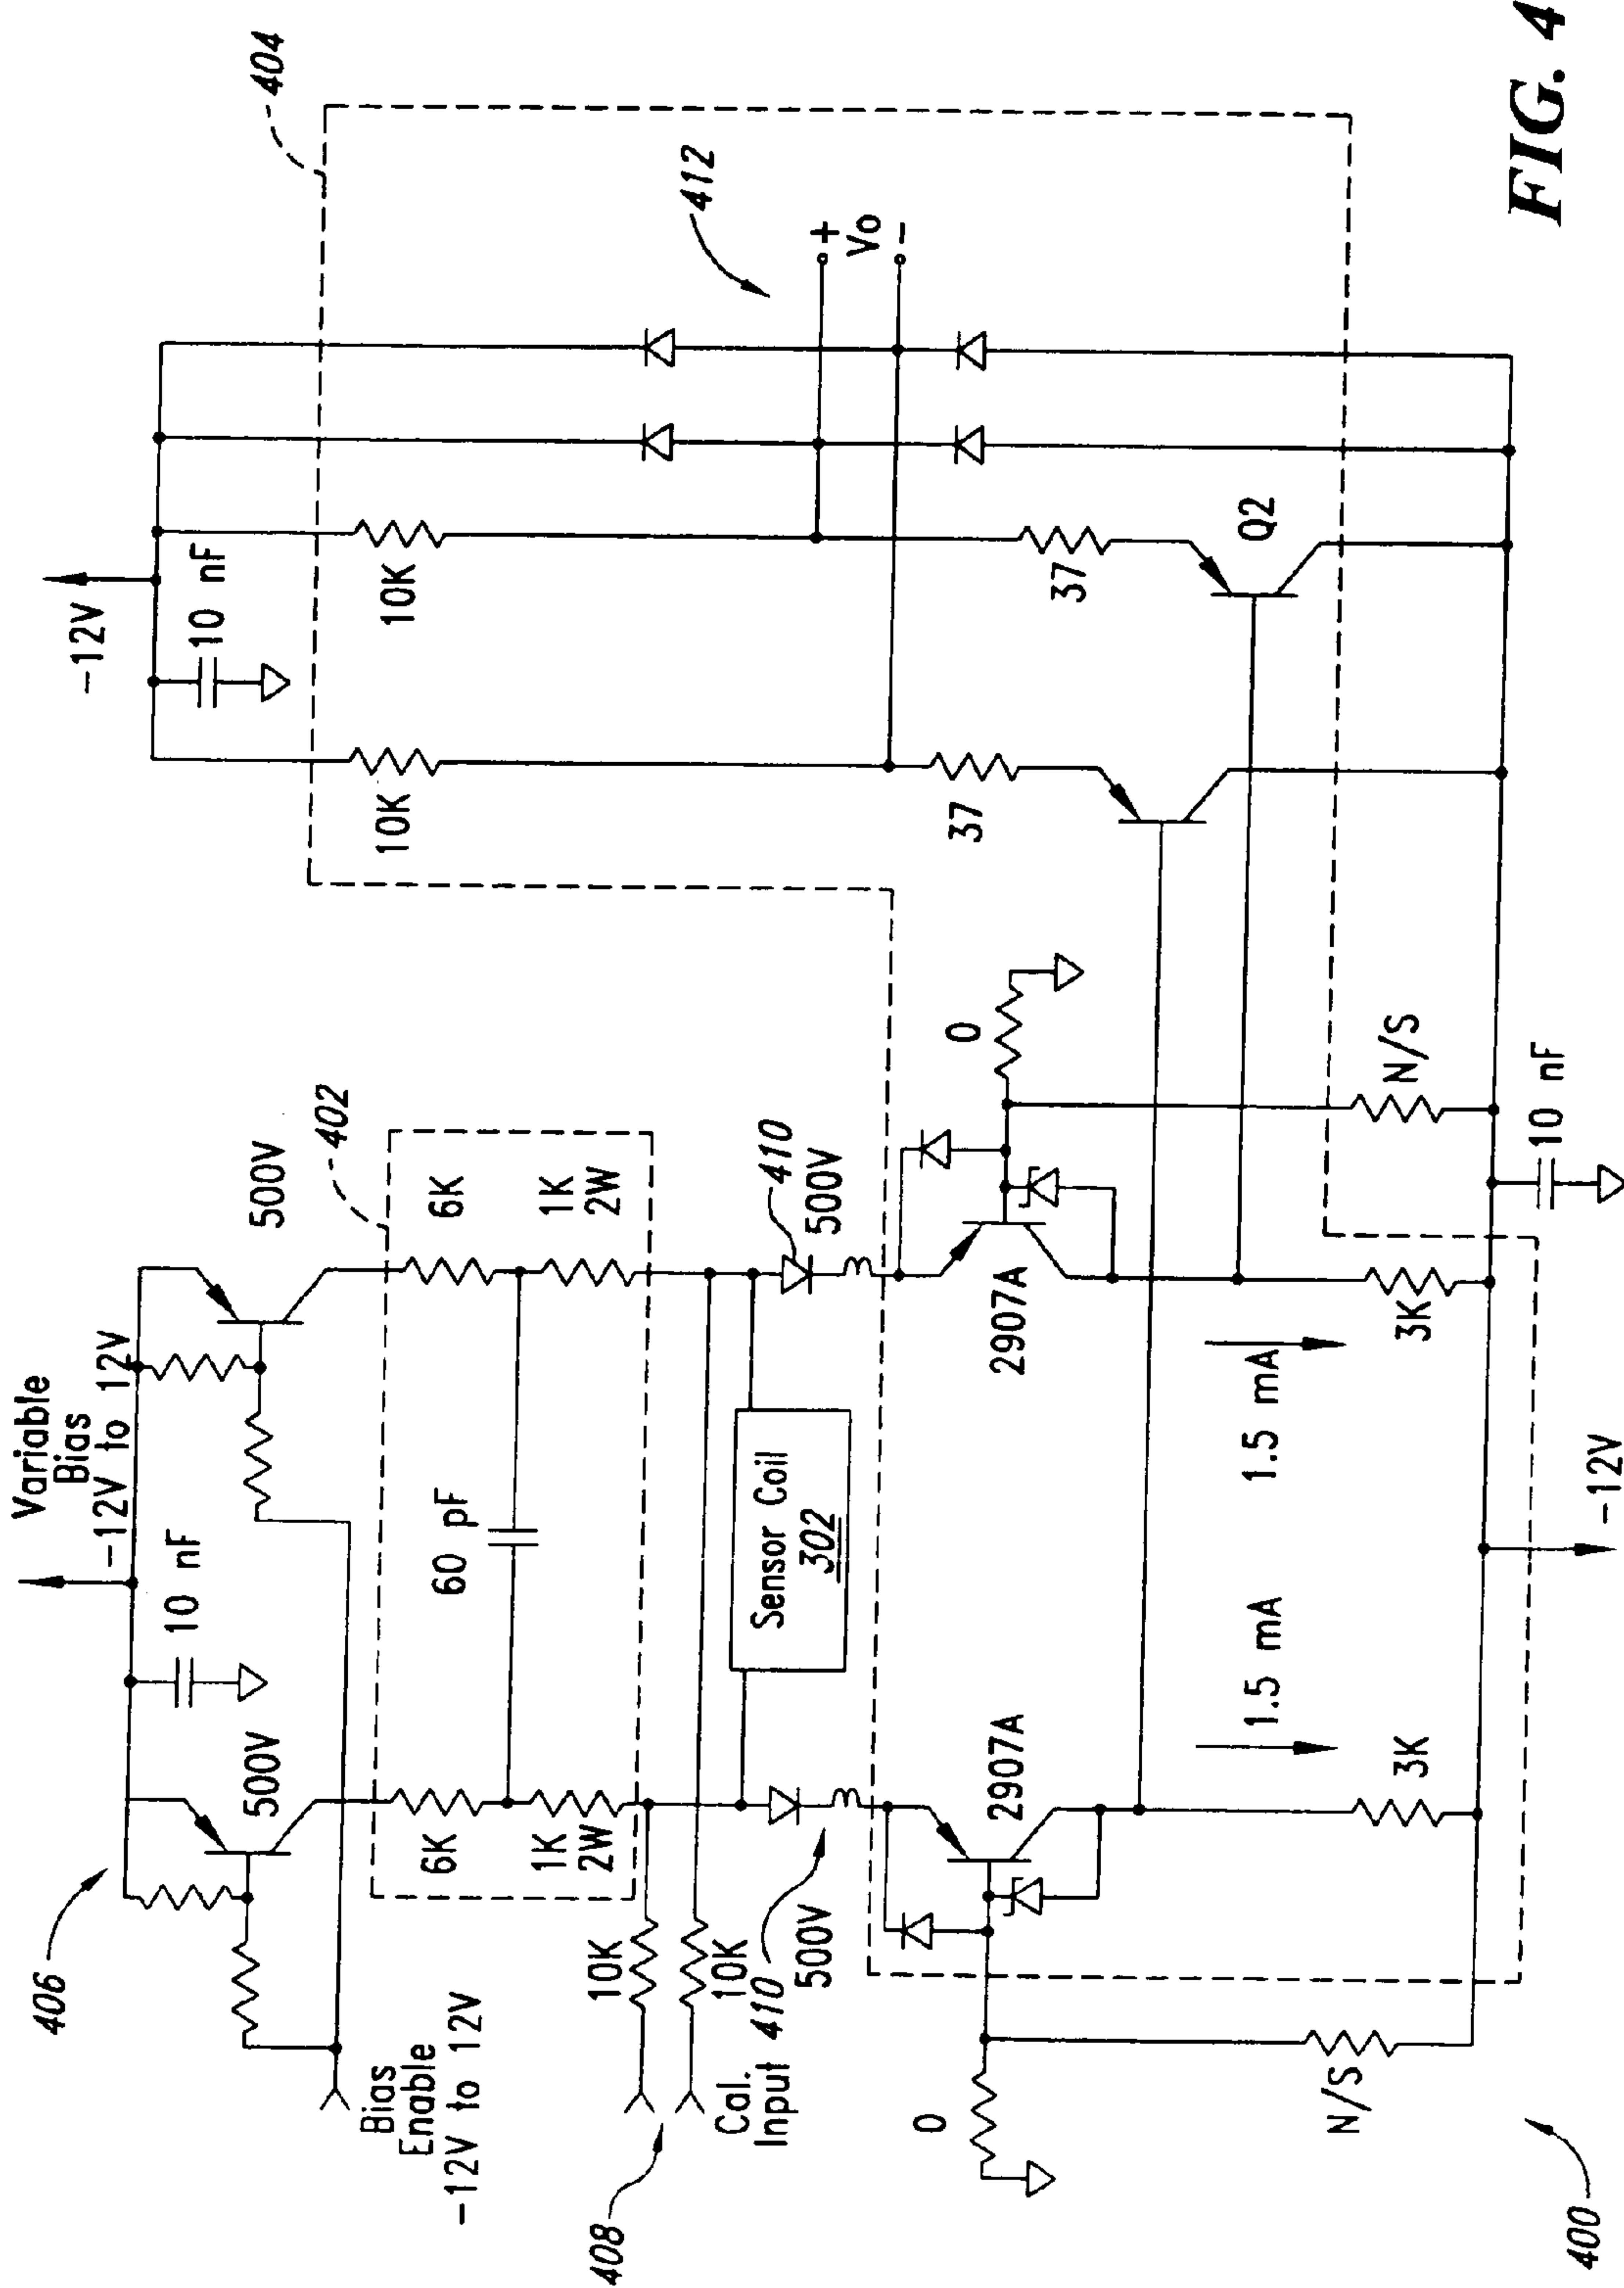 Variable
Bias
-12V to 12V
-12V
404
406
10 nF
500V
500V
402
10 nF
10K
10K
412
+
Vo
-
Bias
Enable
-12V to 12V
6K
60 pF
6K
1K
2W
1K
2W
408
10K
10K
Cal.
Input
410
500V
Sensor Coil
302
410
500V
0
2907A
2907A
0
37
37
Q2
1.5 mA
1.5 mA
N/S
3K
3K
N/S
10 nF
-12V
400
FIG. 4